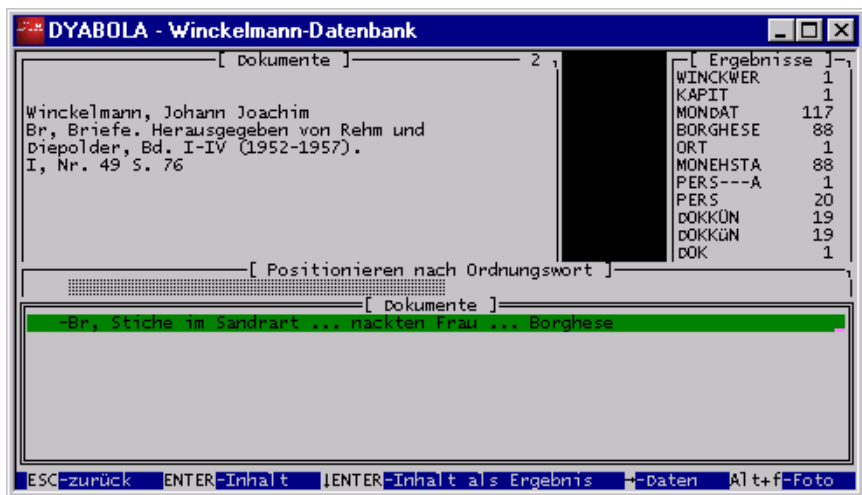 DYABOLA - Winckelmann-Datenbank
[ Dokumente ] 2
Winckelmann, Johann Joachim
Br, Briefe. Herausgegeben von Rehm und
Diepolder, Bd. I-IV (1952-1957).
I, Nr. 49 S. 76
[ Ergebnisse ]
WINCKWER 1
KAPIT 1
MONDAT 117
BORGHESE 88
ORT 1
MONEHSTA 88
PERS---A 1
PERS 20
DOKKÜN 19
DOKKüN 19
DOK 1
[ Positionieren nach Ordnungswort ]
[ Dokumente ]
-Br, Stiche im Sandrart ... nackten Frau ... Borghese
ESC-zurück ENTER-Inhalt ↓ENTER-Inhalt als Ergebnis →-Daten Alt+f-Foto